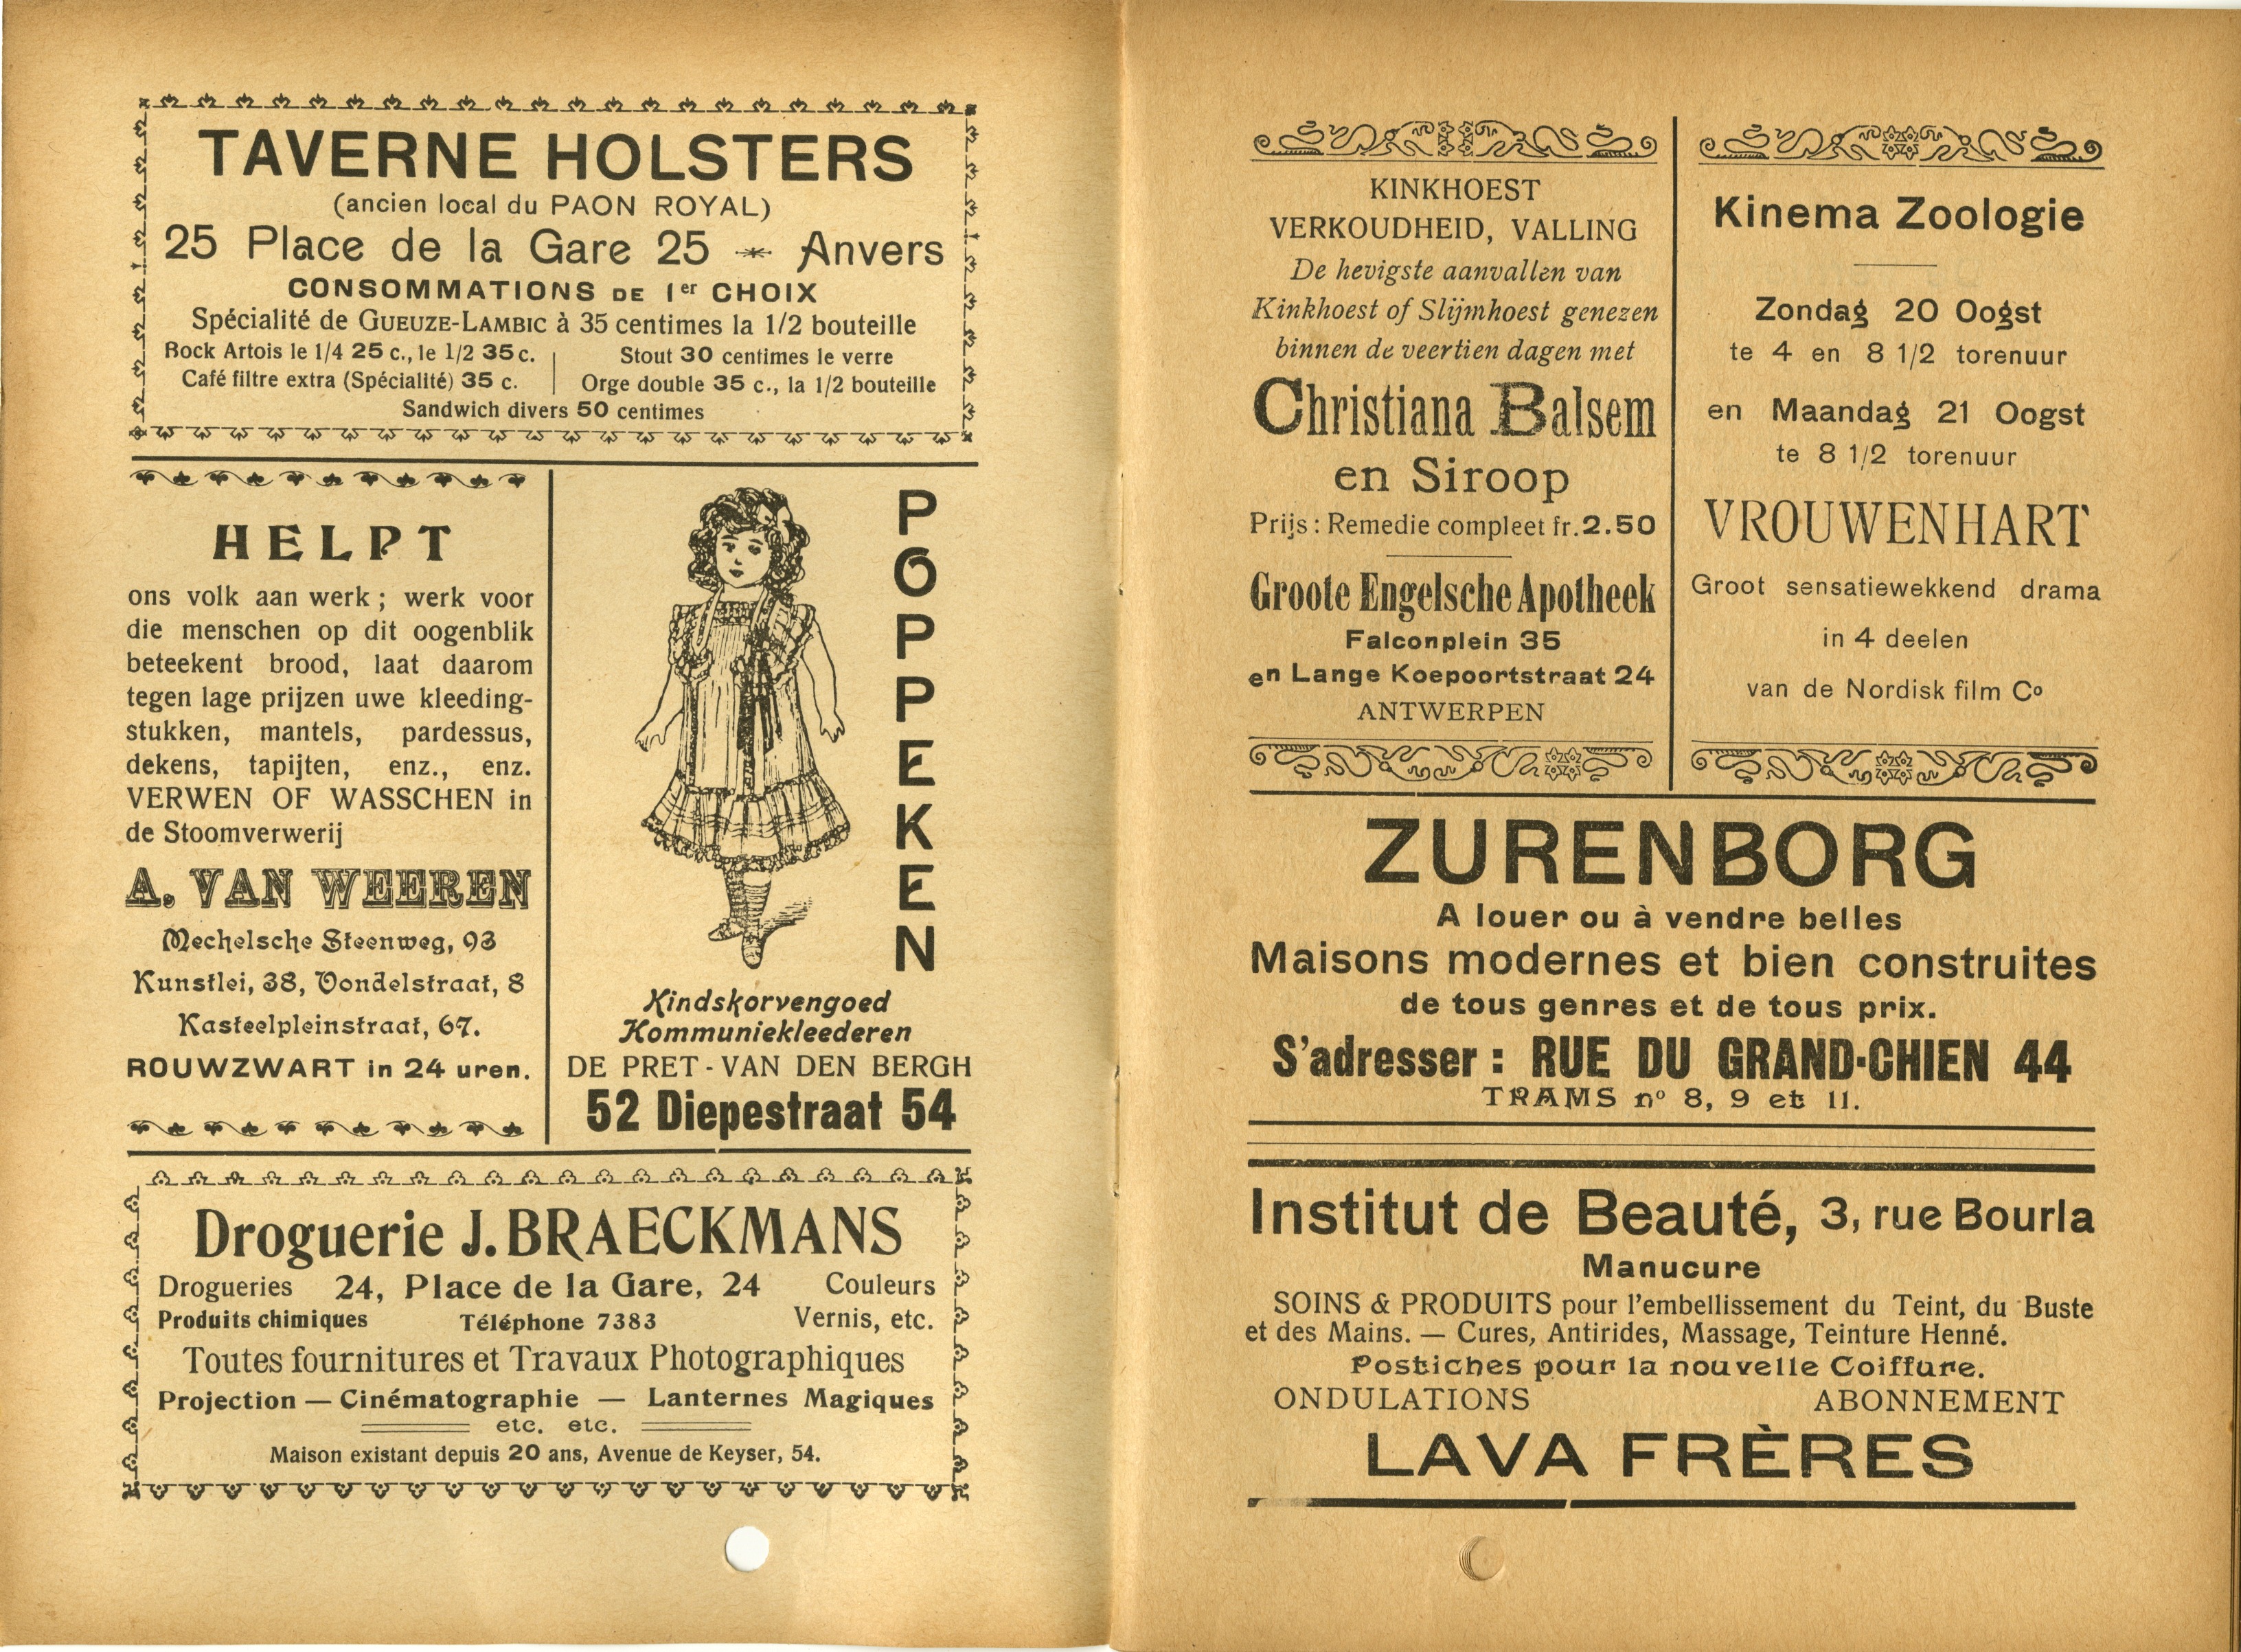 TAVERNE HOLSTERS
(ancien local du PAON ROYAL)
25 Place de la Gare 25 Anvers
CONSOMMATIONS DE 1er CHOIX
Spécialité de GUEUZE-LAMBIC à 35 centimes la 1/2 bouteille
Bock Artois le 1/4 25 c., le 1/2 35 c.
Café filtre extra (Spécialité) 35 c.
Stout 30 centimes le verre
Orge double 35 c., la 1/2 bouteille
Sandwich divers 50 centimes
HELPT
ons volk aan werk ; werk voor
die menschen op dit oogenblik
beteekent brood, laat daarom
tegen lage prijzen uwe kleeding-
stukken, mantels, pardessus,
dekens, tapijten, enz., enz.
VERWEN OF WASSCHEN in
de Stoomverwerij
A. VAN WEEREN
Mechelsche Steenweg, 93
Kunstlei, 38, Vondelstraat, 8
Kasteelpleinstraat, 67.
ROUWZWART in 24 uren.
POPPEKEN
Kindskorvengoed
Kommuniekleederen
DE PRET - VAN DEN BERGH
52 Diepestraat 54
Droguerie J. BRAECKMANS
Drogueries 24, Place de la Gare, 24 Couleurs
Produits chimiques Téléphone 7383 Vernis, etc.
Toutes fournitures et Travaux Photographiques
Projection — Cinématographie — Lanternes Magiques
etc. etc.
Maison existant depuis 20 ans, Avenue de Keyser, 54.
KINKHOEST
VERKOUDHEID, VALLING
De hevigste aanvallen van
Kinkhoest of Slijmhoest genezen
binnen de veertien dagen met
Christiana Balsem
en Siroop
Prijs : Remedie compleet fr. 2.50
Groote Engelsche Apotheek
Falconplein 35
en Lange Koepoortstraat 24
ANTWERPEN
Kinema Zoologie
Zondag 20 Oogst
te 4 en 8 1/2 torenuur
en Maandag 21 Oogst
te 8 1/2 torenuur
VROUWENHART
Groot sensatiewekkend drama
in 4 deelen
van de Nordisk film Co
ZURENBORG
A louer ou à vendre belles
Maisons modernes et bien construites
de tous genres et de tous prix.
S'adresser : RUE DU GRAND-CHIEN 44
TRAMS no 8, 9 et 11.
Institut de Beauté, 3, rue Bourla
Manucure
SOINS & PRODUITS pour l'embellissement du Teint, du Buste
et des Mains. — Cures, Antirides, Massage, Teinture Henné.
Postiches pour la nouvelle Coiffure.
ONDULATIONS ABONNEMENT
LAVA FRÈRES